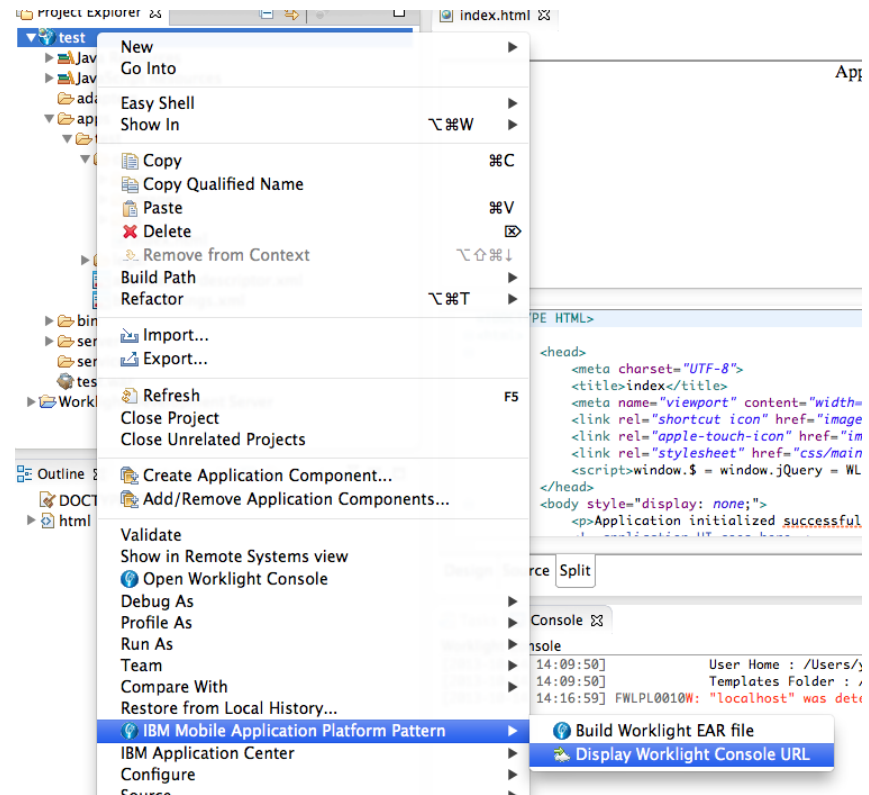 Project Explorer
index.html
test
Jav
Jav
ada
app
bin
ser
ser
tes
Workl
App
New
Go Into
Easy Shell
Show In ⌥⌘W
Copy ⌘C
Copy Qualified Name
Paste ⌘V
Delete ⌦
Remove from Context ⌥⇧⌘↓
Build Path
Refactor ⌥⌘T
Import...
Export...
Refresh F5
Close Project
Close Unrelated Projects
Create Application Component...
Add/Remove Application Components...
Validate
Show in Remote Systems view
Open Worklight Console
Debug As
Profile As
Run As
Team
Compare With
Restore from Local History...
IBM Mobile Application Platform Pattern
IBM Application Center
Configure
Source
Build Worklight EAR file
Display Worklight Console URL
Outline
DOCT
html
YPE HTML>
<head>
<meta charset="UTF-8">
<title>index</title>
<meta name="viewport" content="width=
<link rel="shortcut icon" href="image
<link rel="apple-touch-icon" href="im
<link rel="stylesheet" href="css/main
<script>window.$ = window.jQuery = WL
</head>
<body style="display: none;">
<p>Application initialized successful
rce Split
Console
nsole
14:09:50] User Home : /Users/y
14:09:50] Templates Folder : /
14:16:59] FWLPL0010W: "localhost" was dete